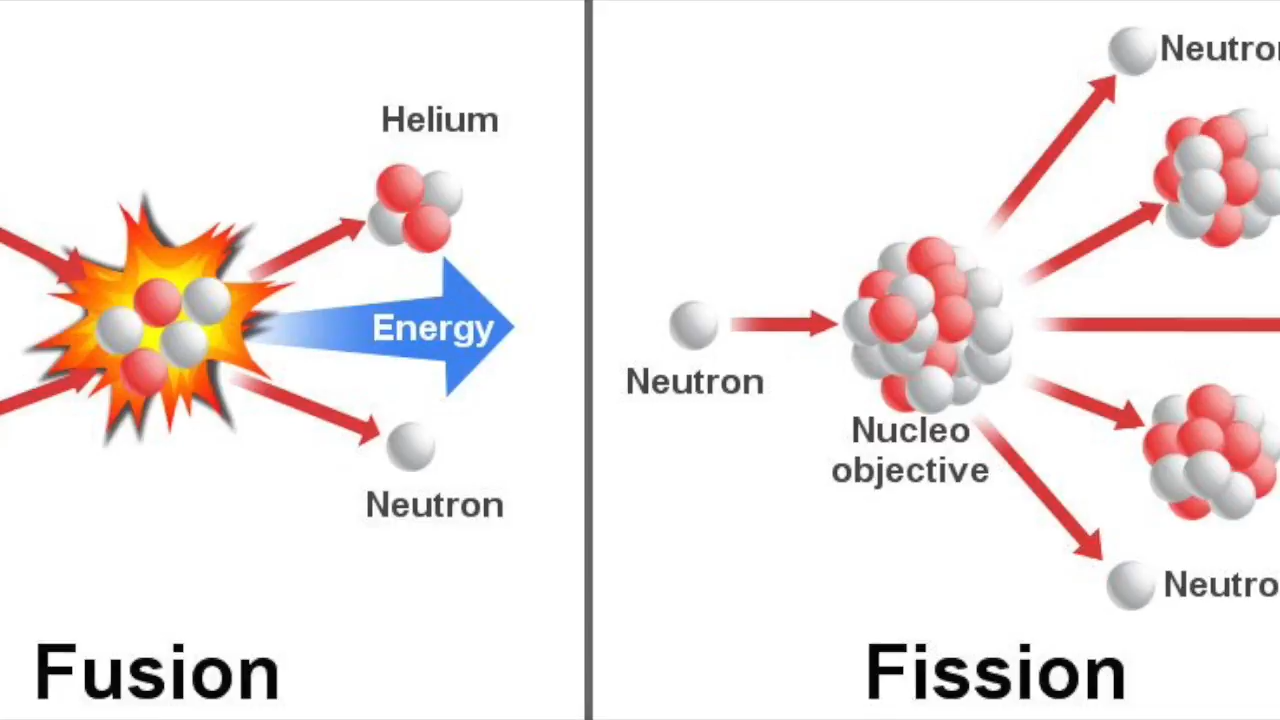 Helium
Energy
Neutron
Fusion
Neutron
Nucleo
objective
Neutron
Neutro
Fission